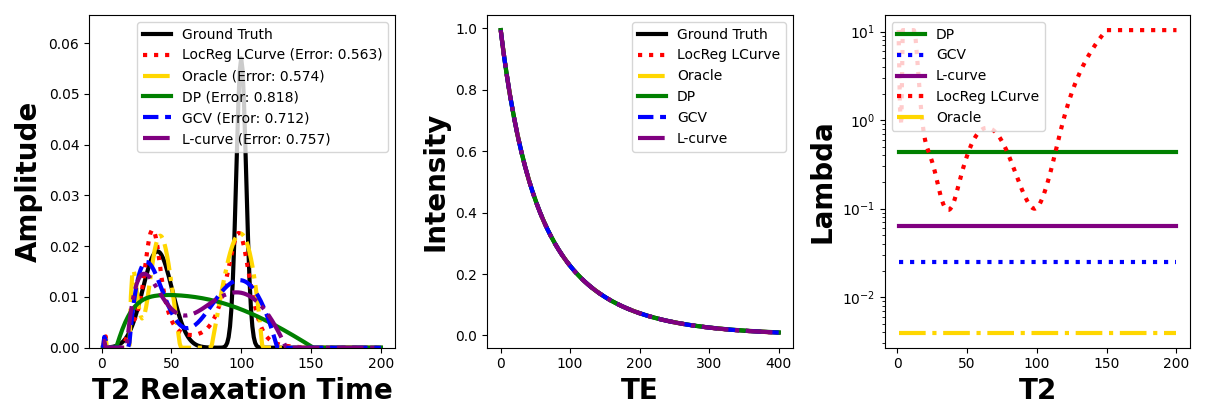 Amplitude
0.06
0.05
0.04
0.03
0.02
0.01
0.00
0
50
100
150
200
T2 Relaxation Time
Ground Truth
LocReg LCurve (Error: 0.563)
Oracle (Error: 0.574)
DP (Error: 0.818)
GCV (Error: 0.712)
L-curve (Error: 0.757)
Intensity
1.0
0.8
0.6
0.4
0.2
0.0
0
100
200
300
400
TE
Ground Truth
LocReg LCurve
Oracle
DP
GCV
L-curve
Lambda
10¹
10⁰
10⁻¹
10⁻²
0
50
100
150
200
T2
DP
GCV
L-curve
LocReg LCurve
Oracle